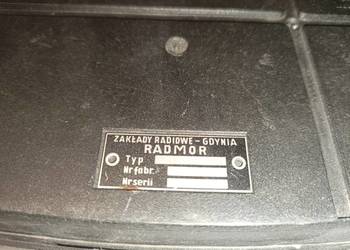 ZAKŁADY RADIOWE - GDYNIA
RADMOR
Typ
Nr fabr.
Nr serii